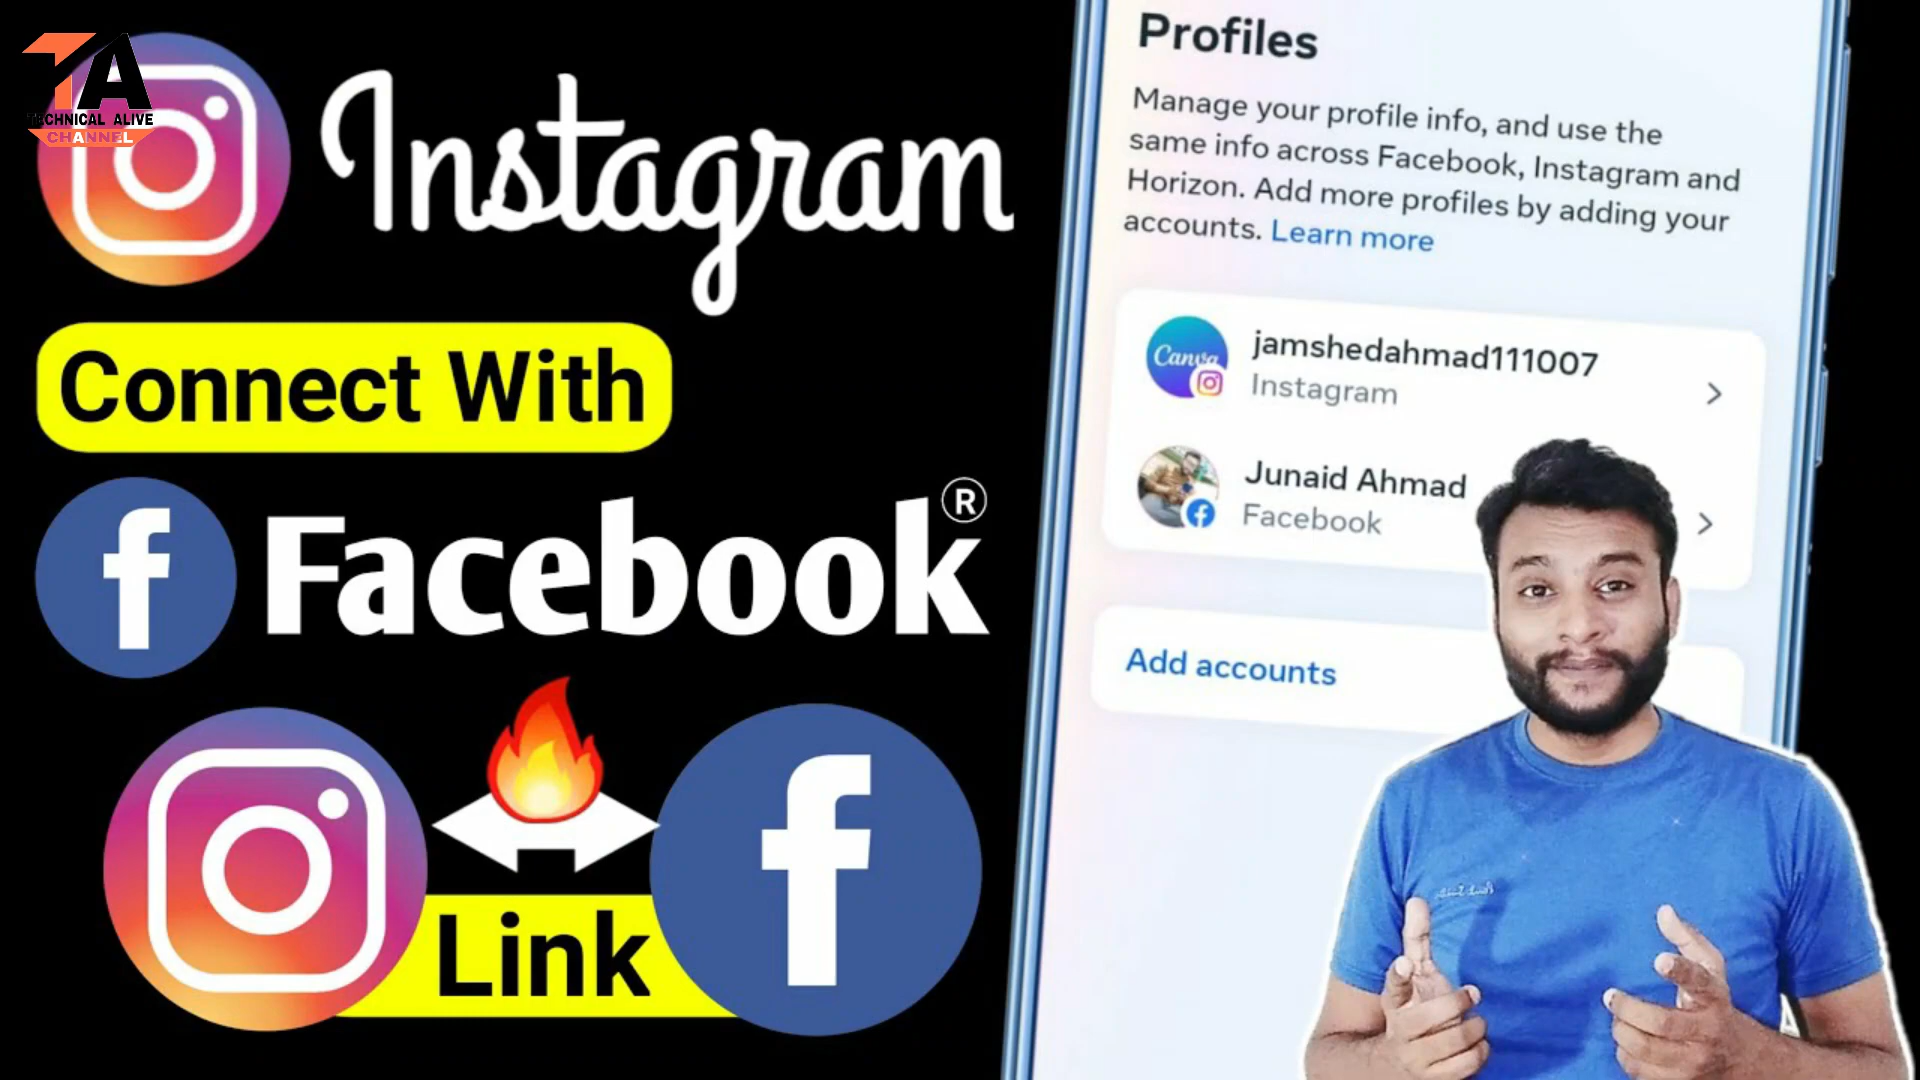 TA
TECHNICAL ALIVE
CHANNEL
Instagram
Connect With
f Facebook®
Link
f
Profiles
Manage your profile info, and use the
same info across Facebook, Instagram and
Horizon. Add more profiles by adding your
accounts. Learn more
Canva
jamshedahmad111007
Instagram
Junaid Ahmad
Facebook
Add accounts